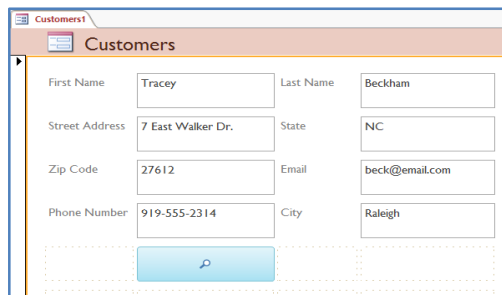 Customers1
Customers
First Name Tracey Last Name Beckham
Street Address 7 East Walker Dr. State NC
Zip Code 27612 Email beck@email.com
Phone Number 919-555-2314 City Raleigh